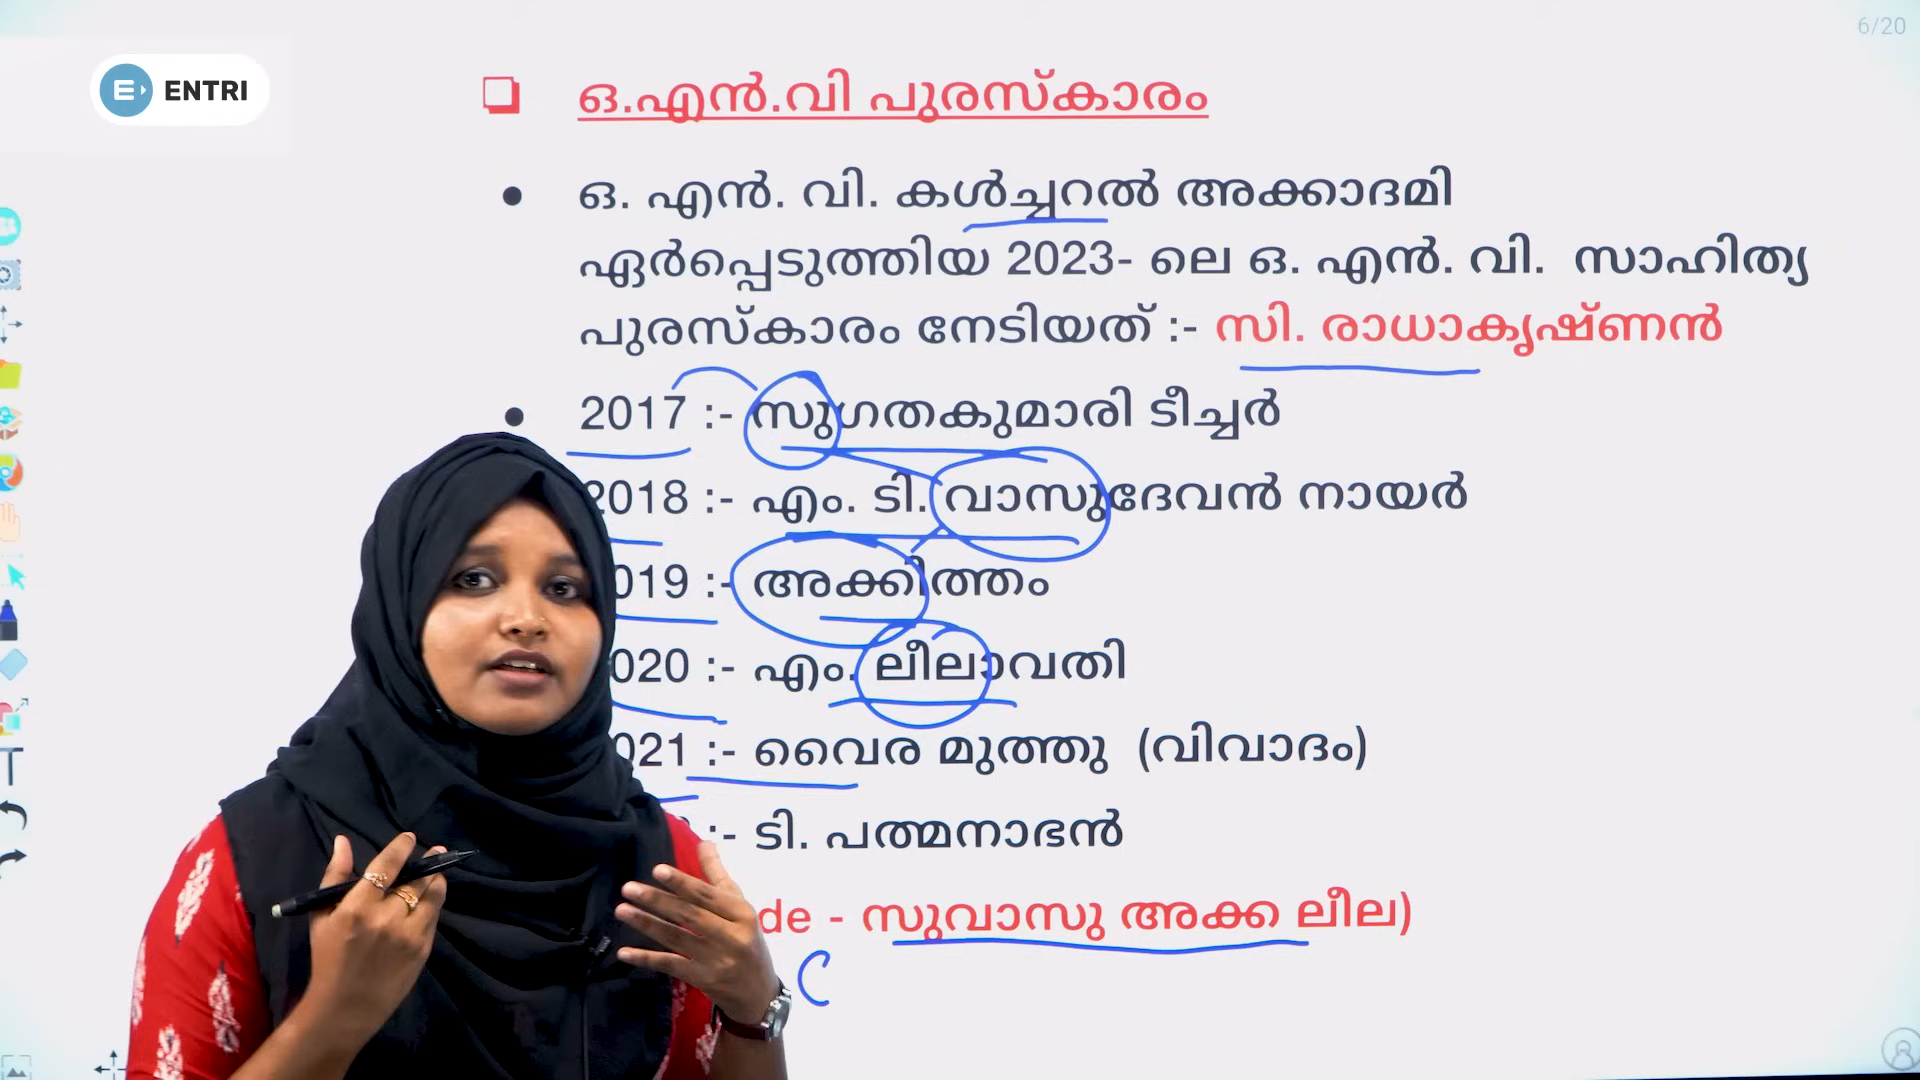 6/20
ENTRI
ഒ.എൻ.വി പുരസ്കാരം
ഒ. എൻ. വി. കൾച്ചറൽ അക്കാദമി
ഏർപ്പെടുത്തിയ 2023- ലെ ഒ. എൻ. വി. സാഹിത്യ
പുരസ്കാരം നേടിയത് :- സി. രാധാകൃഷ്ണൻ
2017 :- സുഗതകുമാരി ടീച്ചർ
2018 :- എം. ടി. വാസുദേവൻ നായർ
019 :- അക്കിത്തം
020 :- എം. ലീലാവതി
021 :- വൈര മുത്തു (വിവാദം)
:- ടി. പത്മനാഭൻ
de - സുവാസു അക്ക ലീല)
C